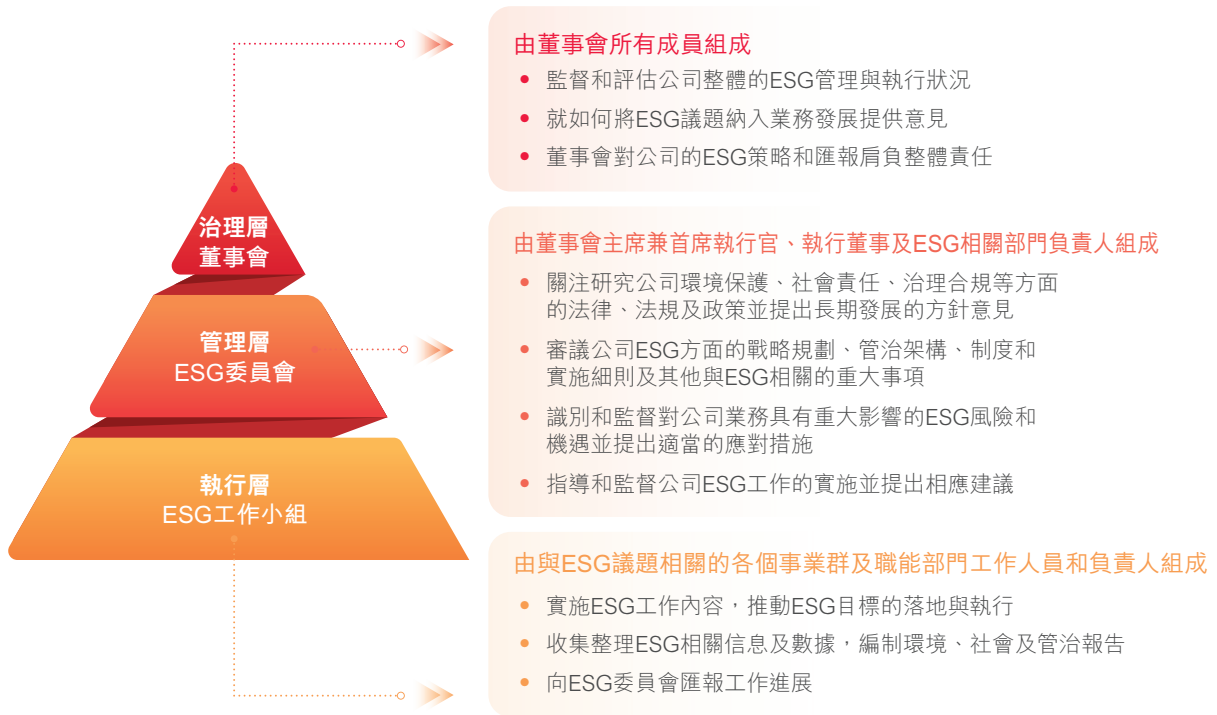 由董事會所有成員組成
• 監督和評估公司整體的ESG管理與執行狀況
• 就如何將ESG議題納入業務發展提供意見
• 董事會對公司的ESG策略和匯報肩負整體責任
治理層
董事會
由董事會主席兼首席執行官、執行董事及ESG相關部門負責人組成
• 關注研究公司環境保護、社會責任、治理合規等方面
的法律、法規及政策並提出長期發展的方針意見
• 審議公司ESG方面的戰略規劃、管治架構、制度和
實施細則及其他與ESG相關的重大事項
• 識別和監督對公司業務具有重大影響的ESG風險和
機遇並提出適當的應對措施
• 指導和監督公司ESG工作的實施並提出相應建議
管理層
ESG委員會
執行層
ESG工作小組
由與ESG議題相關的各個事業群及職能部門工作人員和負責人組成
• 實施ESG工作內容，推動ESG目標的落地與執行
• 收集整理ESG相關信息及數據，編制環境、社會及管治報告
• 向ESG委員會匯報工作進展